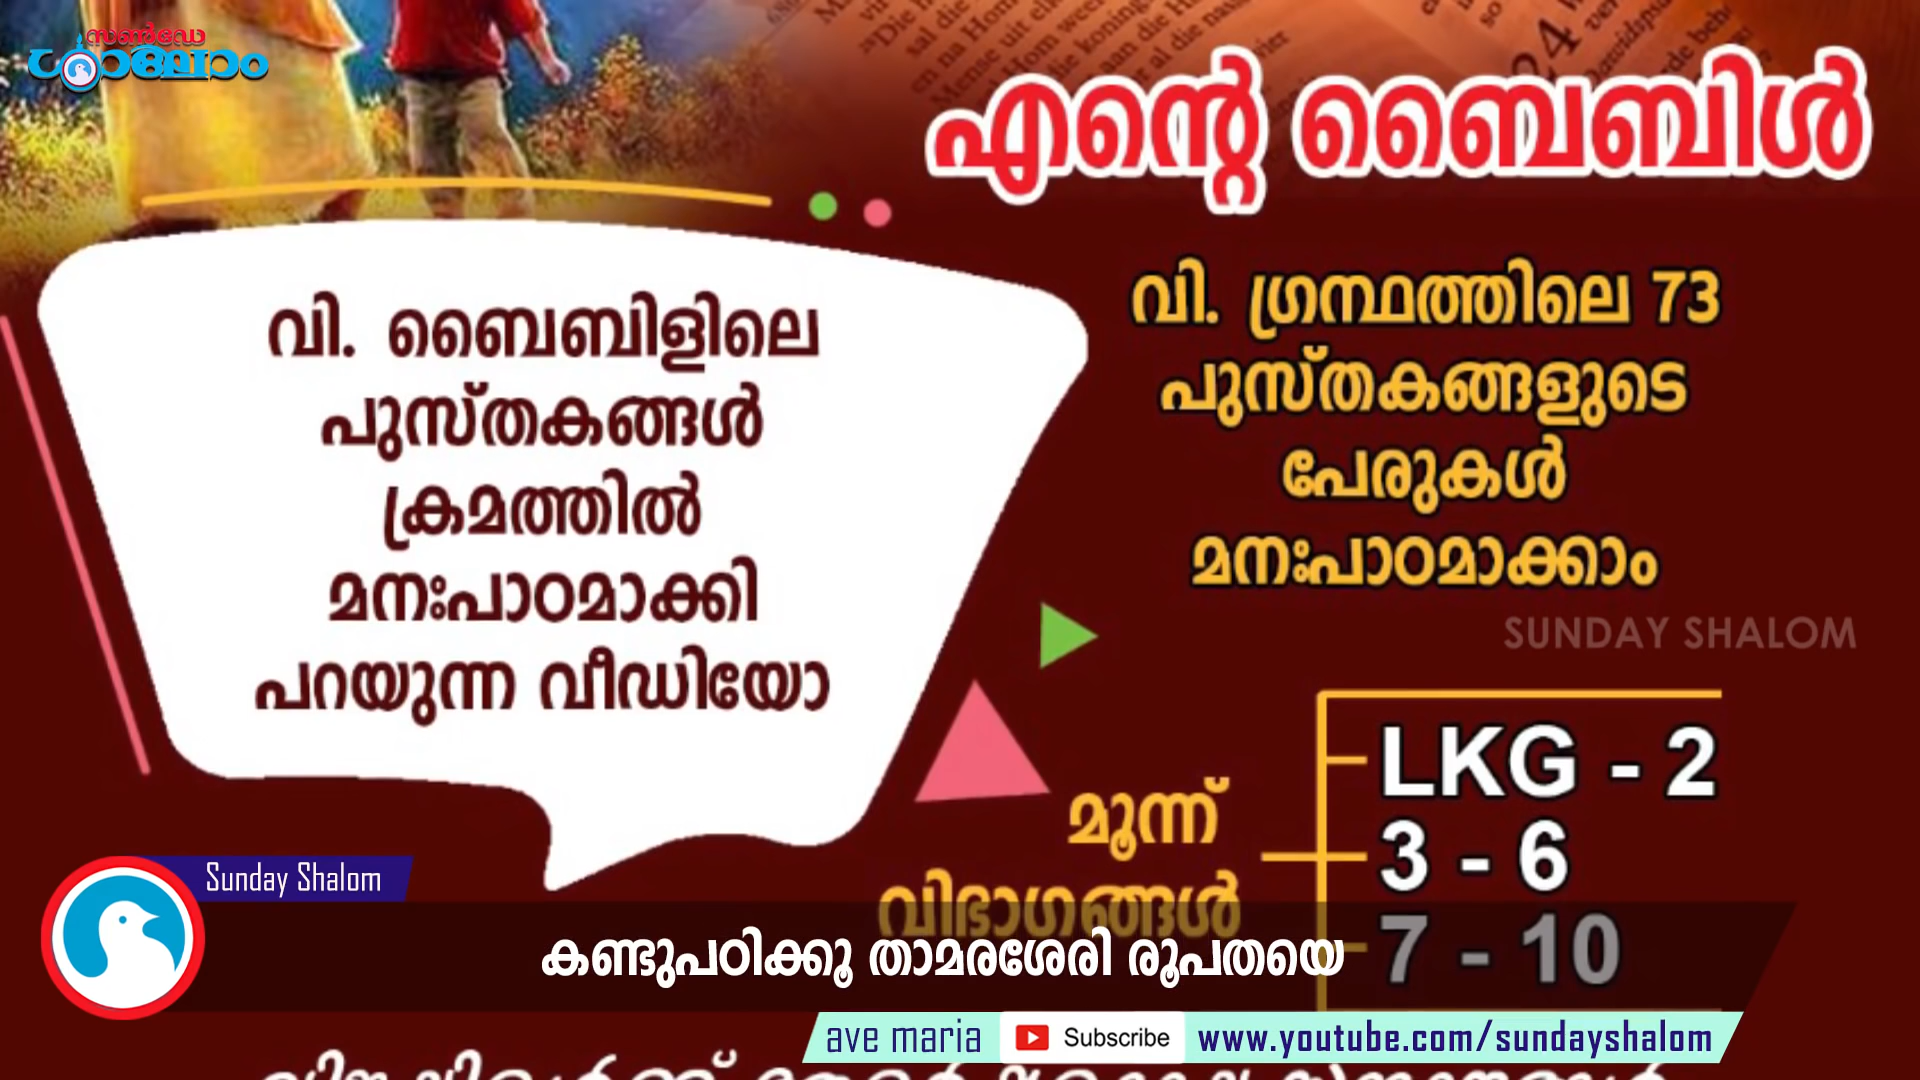 സൺഡേ
ശാലോം
എന്റെ ബൈബിൾ
വി. ബൈബിളിലെ
പുസ്തകങ്ങൾ
ക്രമത്തിൽ
മനഃപാഠമാക്കി
പറയുന്ന വീഡിയോ
വി. ഗ്രന്ഥത്തിലെ 73
പുസ്തകങ്ങളുടെ
പേരുകൾ
മനഃപാഠമാക്കാം
SUNDAY SHALOM
മൂന്ന്
വിഭാഗങ്ങൾ
LKG - 2
3 - 6
7 - 10
Sunday Shalom
കണ്ടുപഠിക്കൂ താമരശേരി രൂപതയെ
ave maria Subscribe www.youtube.com/sundayshalom